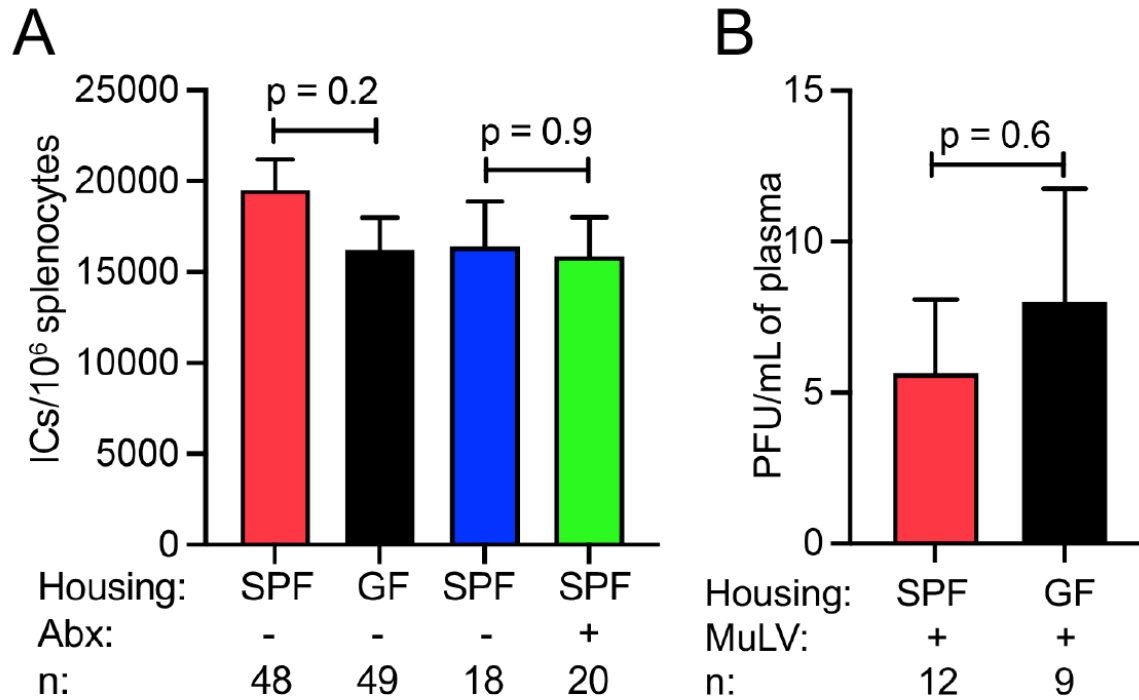 A
ICs/10⁶ splenocytes
25000
20000
15000
10000
5000
0
p = 0.2
p = 0.9
Housing: SPF GF SPF SPF
Abx: - - - +
n: 48 49 18 20
B
PFU/mL of plasma
15
10
5
0
p = 0.6
Housing: SPF GF
MuLV: + +
n: 12 9